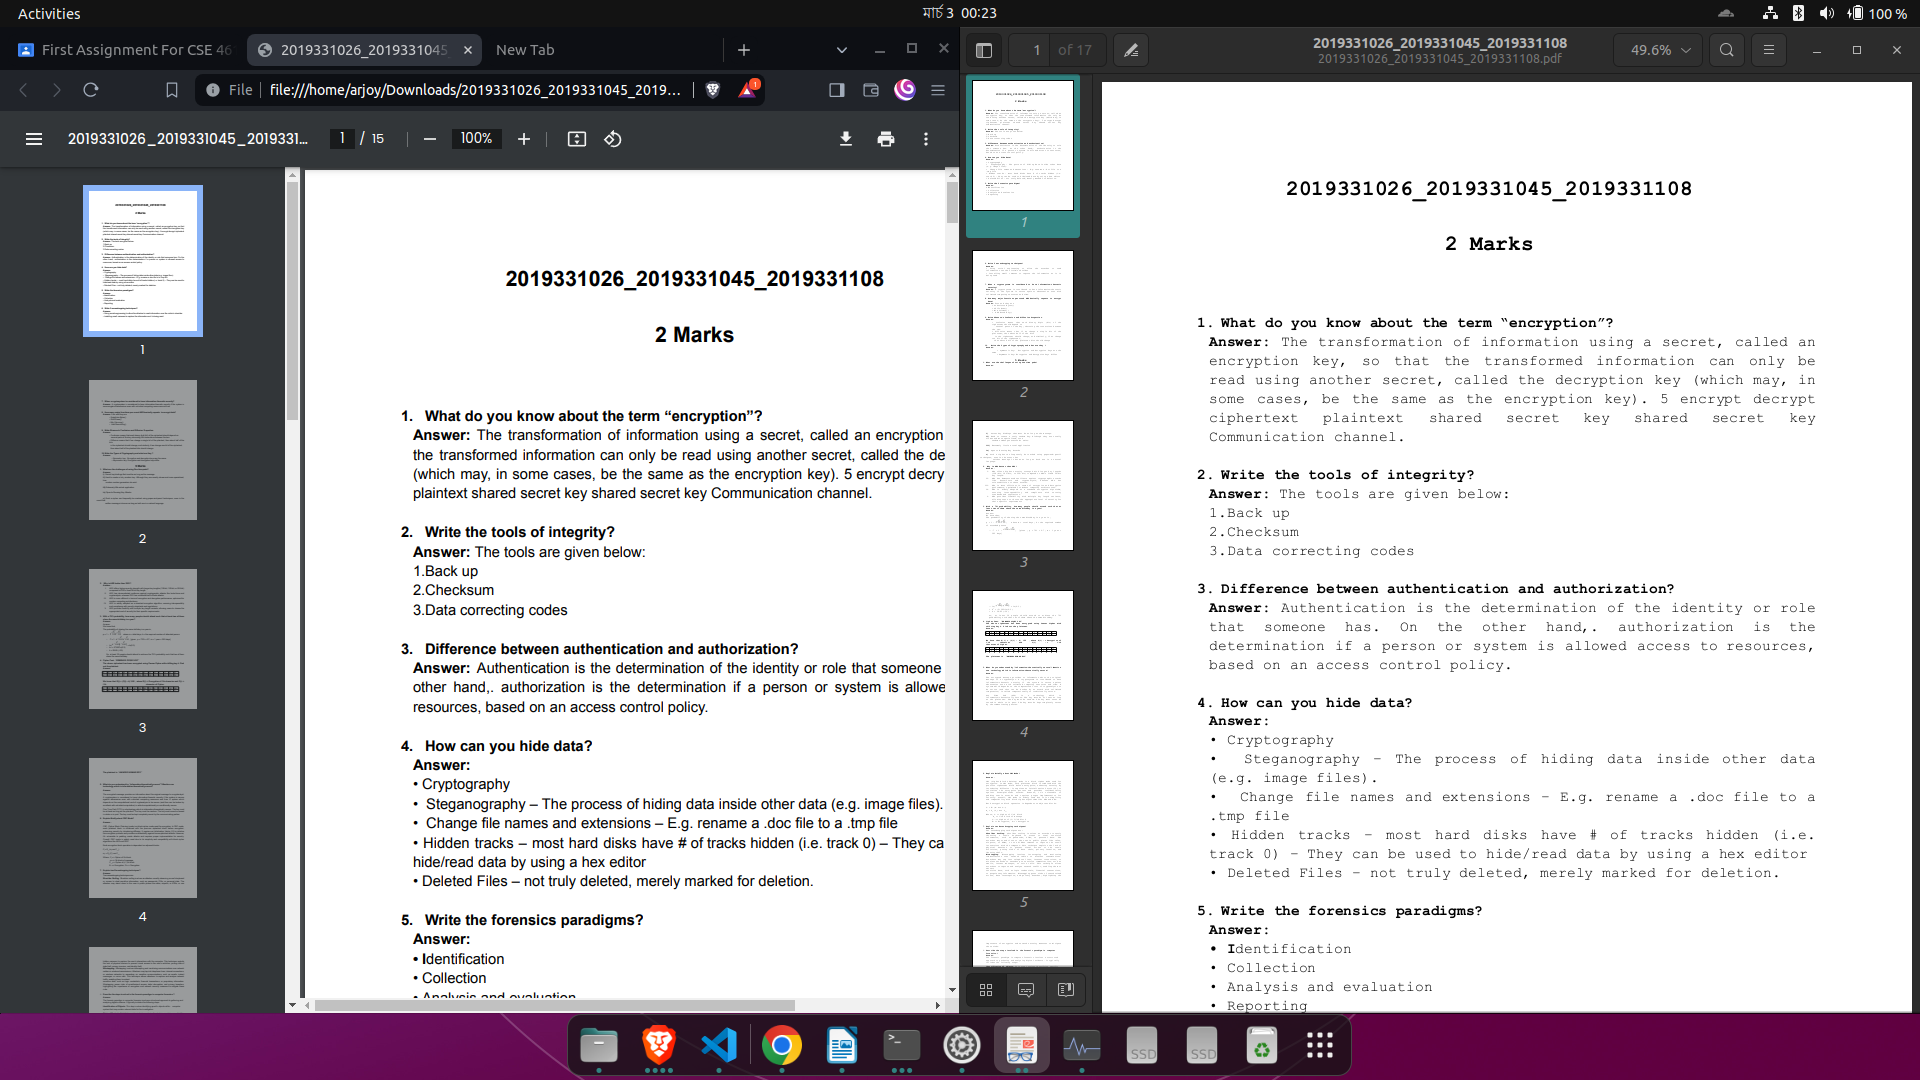 Activities
মার্চ 3 00:23
100 %
First Assignment For CSE 46
2019331026_2019331045_
New Tab
File
file:///home/arjoy/Downloads/2019331026_2019331045_2019...
1
2019331026_2019331045_2019331...
1 / 15
100%
1
2
3
4
2019331026_2019331045_2019331108
2 Marks
1. What do you know about the term “encryption”?
Answer: The transformation of information using a secret, called an encryption
the transformed information can only be read using another secret, called the de
(which may, in some cases, be the same as the encryption key). 5 encrypt decry
plaintext shared secret key shared secret key Communication channel.
2. Write the tools of integrity?
Answer: The tools are given below:
1.Back up
2.Checksum
3.Data correcting codes
3. Difference between authentication and authorization?
Answer: Authentication is the determination of the identity or role that someone
other hand,. authorization is the determination if a person or system is allowe
resources, based on an access control policy.
4. How can you hide data?
Answer:
• Cryptography
• Steganography – The process of hiding data inside other data (e.g. image files).
• Change file names and extensions – E.g. rename a .doc file to a .tmp file
• Hidden tracks – most hard disks have # of tracks hidden (i.e. track 0) – They ca
hide/read data by using a hex editor
• Deleted Files – not truly deleted, merely marked for deletion.
5. Write the forensics paradigms?
Answer:
• Identification
• Collection
• Analysis and evaluation
1 of 17
2019331026_2019331045_2019331108
2019331026_2019331045_2019331108.pdf
49.6%
1
2
3
4
5
2019331026_2019331045_2019331108
2 Marks
1. What do you know about the term “encryption”?
Answer: The transformation of information using a secret, called an
encryption key, so that the transformed information can only be
read using another secret, called the decryption key (which may, in
some cases, be the same as the encryption key). 5 encrypt decrypt
ciphertext plaintext shared secret key shared secret key
Communication channel.
2. Write the tools of integrity?
Answer: The tools are given below:
1.Back up
2.Checksum
3.Data correcting codes
3. Difference between authentication and authorization?
Answer: Authentication is the determination of the identity or role
that someone has. On the other hand,. authorization is the
determination if a person or system is allowed access to resources,
based on an access control policy.
4. How can you hide data?
Answer:
• Cryptography
• Steganography – The process of hiding data inside other data
(e.g. image files).
• Change file names and extensions – E.g. rename a .doc file to a
.tmp file
• Hidden tracks – most hard disks have # of tracks hidden (i.e.
track 0) – They can be used to hide/read data by using a hex editor
• Deleted Files – not truly deleted, merely marked for deletion.
5. Write the forensics paradigms?
Answer:
• Identification
• Collection
• Analysis and evaluation
• Reporting
SSD
SSD